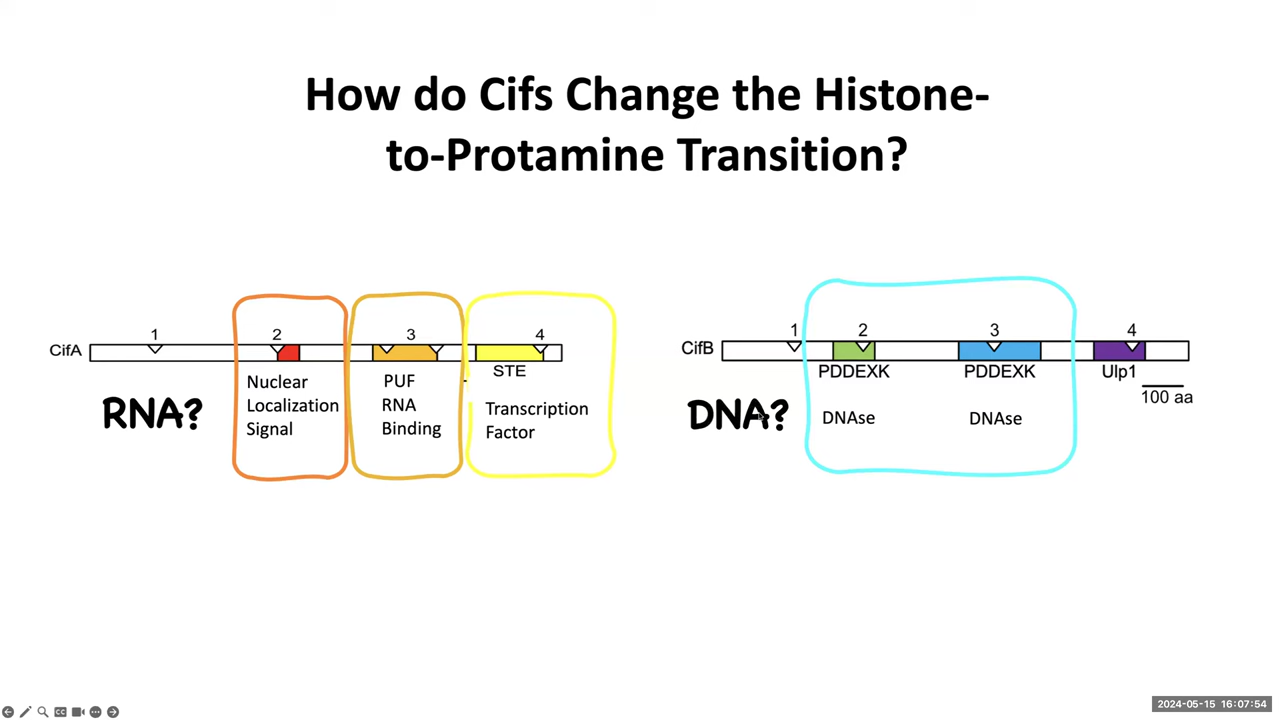 How do Cifs Change the Histone-
to-Protamine Transition?
1 2 3 4
CifA
STE
Nuclear
Localization
Signal
PUF
RNA
Binding
Transcription
Factor
RNA?
1 2 3 4
CifB
PDDEXK PDDEXK Ulp1
100 aa
DNA?
DNAse DNAse
2024-05-15 16:07:54